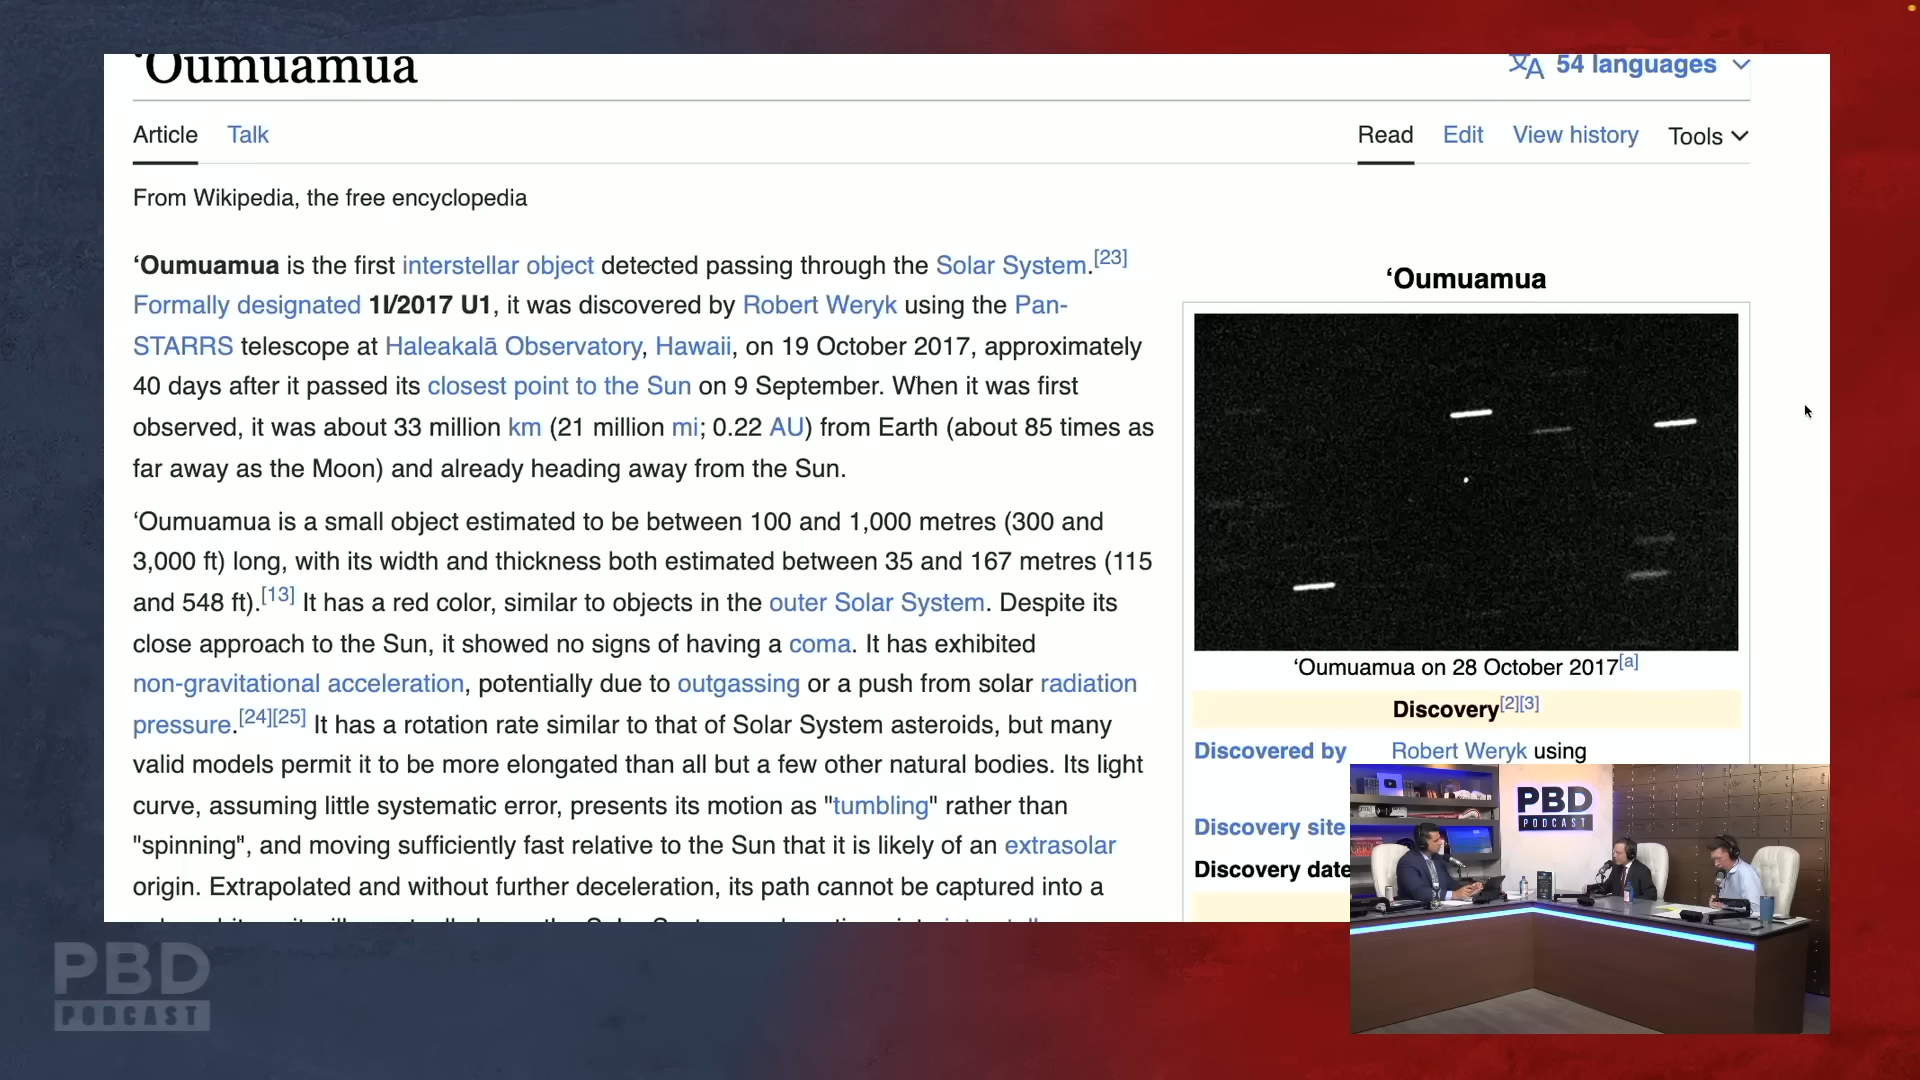 ʻOumuamua
54 languages
Article Talk
Read Edit View history Tools
From Wikipedia, the free encyclopedia
ʻOumuamua is the first interstellar object detected passing through the Solar System.[23]
Formally designated 1I/2017 U1, it was discovered by Robert Weryk using the Pan-
STARRS telescope at Haleakalā Observatory, Hawaii, on 19 October 2017, approximately
40 days after it passed its closest point to the Sun on 9 September. When it was first
observed, it was about 33 million km (21 million mi; 0.22 AU) from Earth (about 85 times as
far away as the Moon) and already heading away from the Sun.
ʻOumuamua is a small object estimated to be between 100 and 1,000 metres (300 and
3,000 ft) long, with its width and thickness both estimated between 35 and 167 metres (115
and 548 ft).[13] It has a red color, similar to objects in the outer Solar System. Despite its
close approach to the Sun, it showed no signs of having a coma. It has exhibited
non-gravitational acceleration, potentially due to outgassing or a push from solar radiation
pressure.[24][25] It has a rotation rate similar to that of Solar System asteroids, but many
valid models permit it to be more elongated than all but a few other natural bodies. Its light
curve, assuming little systematic error, presents its motion as "tumbling" rather than
"spinning", and moving sufficiently fast relative to the Sun that it is likely of an extrasolar
origin. Extrapolated and without further deceleration, its path cannot be captured into a
ʻOumuamua
ʻOumuamua on 28 October 2017[a]
Discovery[2][3]
Discovered by Robert Weryk using
Discovery site
Discovery date
PBD
PODCAST
PBD
PODCAST